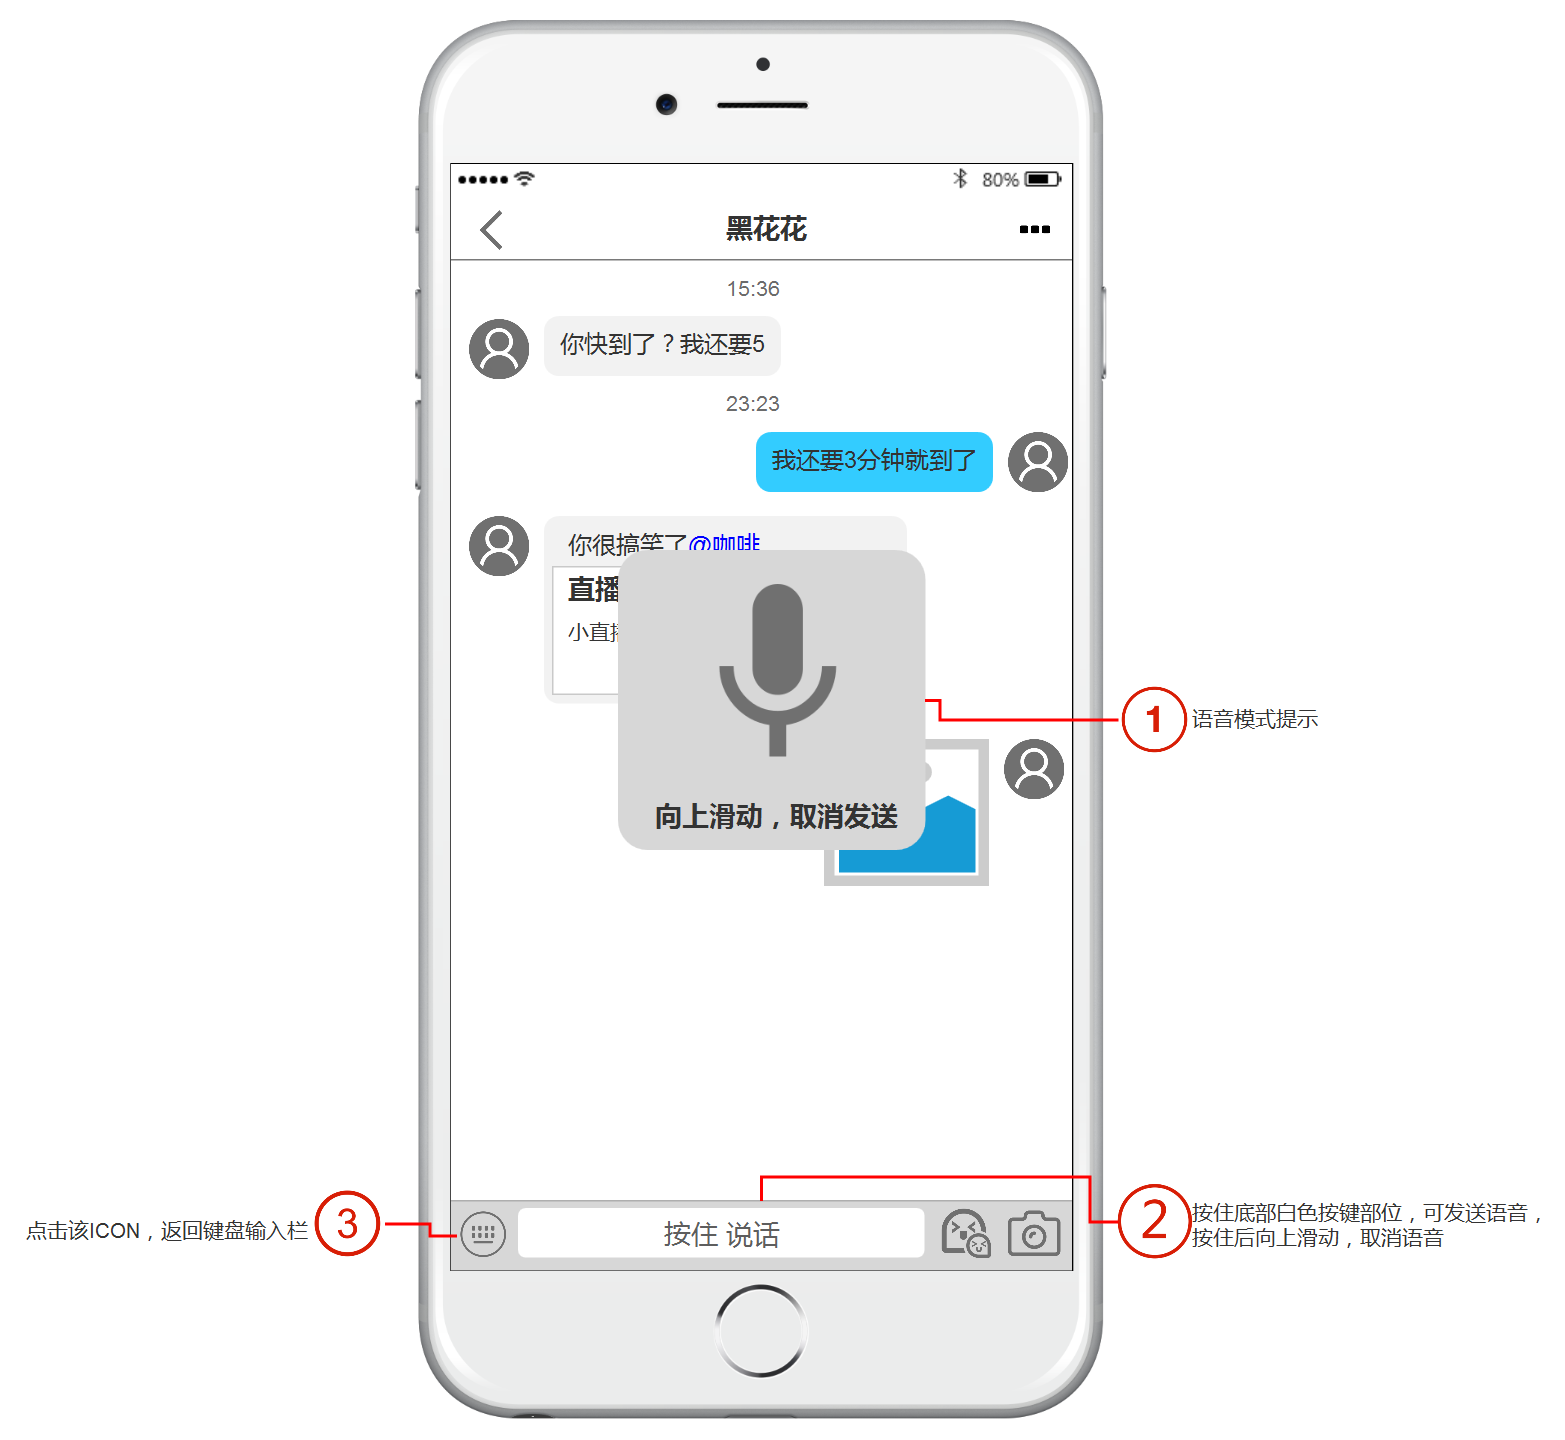 80%
黑花花
15:36
你快到了？我还要5
23:23
我还要3分钟就到了
你很搞笑了@咖啡
直播
小直播
向上滑动，取消发送
1
语音模式提示
按住 说话
2
按住底部白色按键部位，可发送语音，
按住后向上滑动，取消语音
3
点击该ICON，返回键盘输入栏